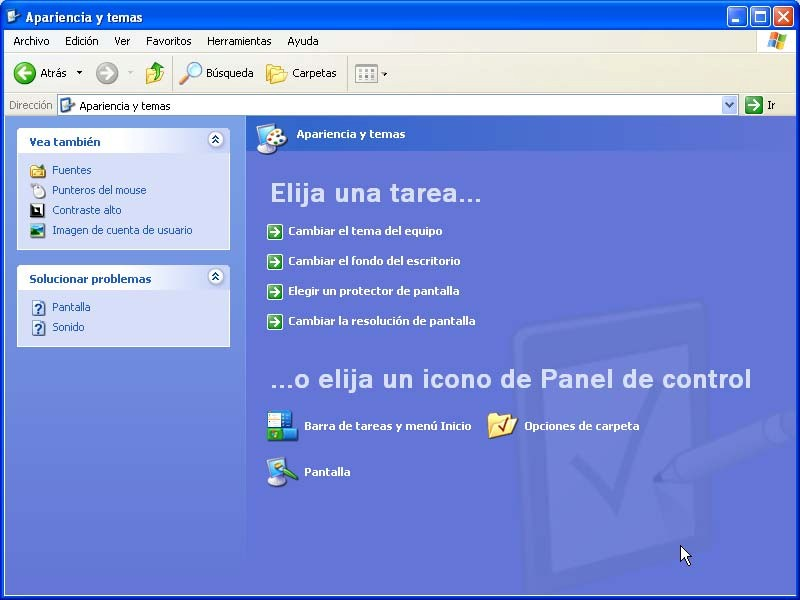 Apariencia y temas
Archivo Edición Ver Favoritos Herramientas Ayuda
Atrás Búsqueda Carpetas
Dirección Apariencia y temas Ir
Vea también
Fuentes
Punteros del mouse
Contraste alto
Imagen de cuenta de usuario
Solucionar problemas
Pantalla
Sonido
Apariencia y temas
Elija una tarea...
Cambiar el tema del equipo
Cambiar el fondo del escritorio
Elegir un protector de pantalla
Cambiar la resolución de pantalla
...o elija un icono de Panel de control
Barra de tareas y menú Inicio Opciones de carpeta
Pantalla